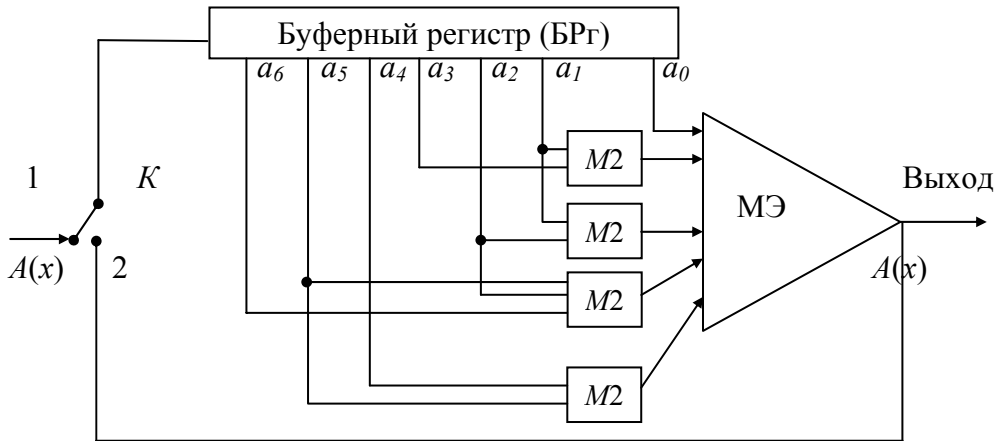 Буферный регистр (БРг)
a6 a5 a4 a3 a2 a1 a0
M2
1 К МЭ Выход
M2
A(x) 2 A(x)
M2
M2